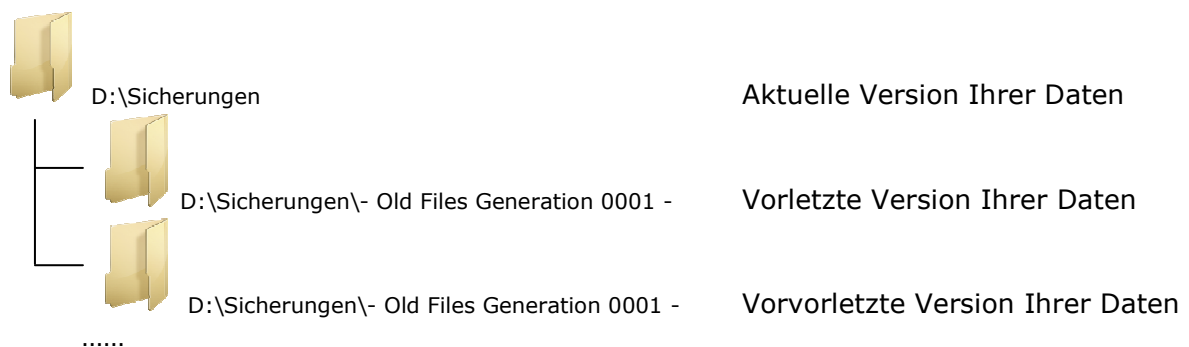 D:\Sicherungen Aktuelle Version Ihrer Daten
D:\Sicherungen\- Old Files Generation 0001 - Vorletzte Version Ihrer Daten
D:\Sicherungen\- Old Files Generation 0001 - Vorvorletzte Version Ihrer Daten
......